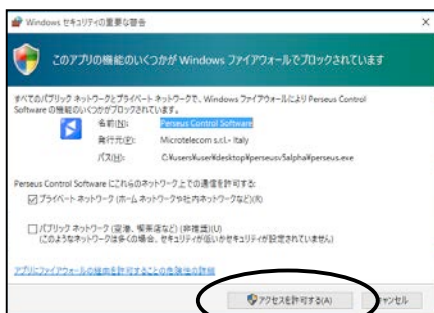 Windows セキュリティの重要な警告
このアプリの機能のいくつかが Windows ファイアウォールでブロックされています
すべてのパブリック ネットワークとプライベート ネットワークで、Windows ファイアウォールにより Perseus Control
Software の機能のいくつかがブロックされています。
名前(N): Perseus Control Software
発行元(P): Microtelecom s.r.l.- Italy
パス(H): C:¥users¥user¥desktop¥perseusv5alpha¥perseus.exe
Perseus Control Software にこれらのネットワーク上での通信を許可する:
プライベート ネットワーク (ホーム ネットワークや社内ネットワークなど)(R)
パブリック ネットワーク (空港、喫茶店など) (非推奨)(U)
(このようなネットワークは多くの場合、セキュリティが低いかセキュリティが設定されていません)
アプリにファイアウォールの経由を許可することの危険性の詳細
アクセスを許可する(A)
キャンセル